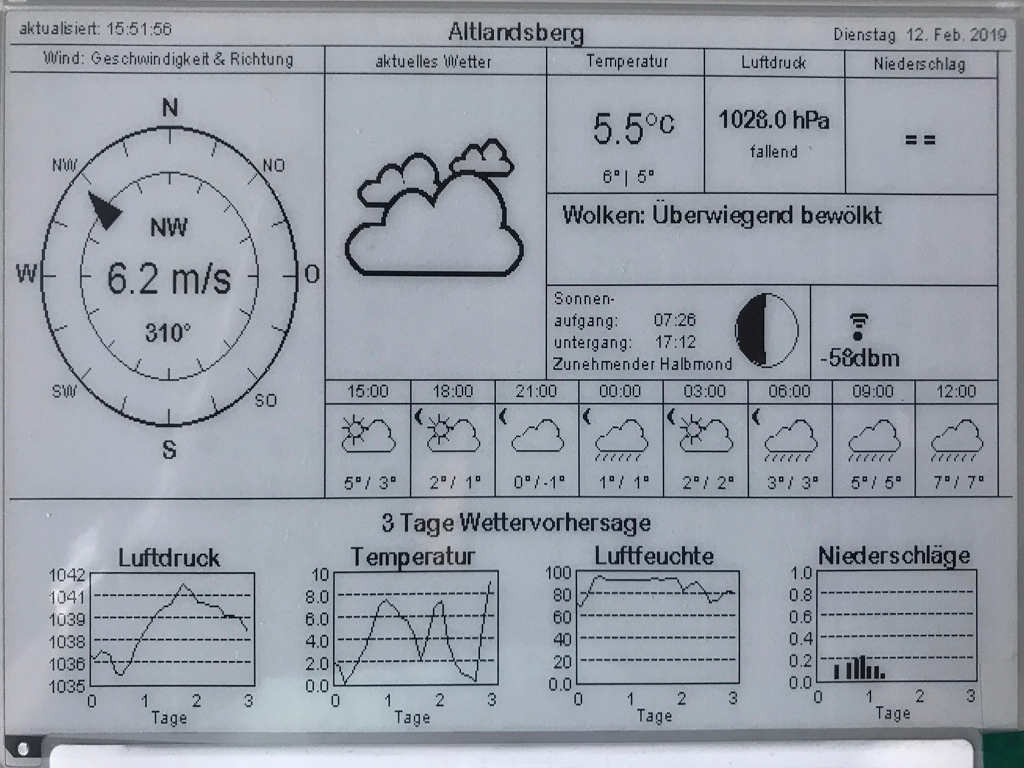 aktualisiert: 15:51:56
Altlandsberg
Dienstag 12. Feb. 2019
Wind: Geschwindigkeit & Richtung
aktuelles Wetter
Temperatur
Luftdruck
Niederschlag
N
NW
NO
W
O
SW
SO
S
NW
6.2 m/s
310°
5.5°C
6° | 5°
1028.0 hPa
fallend
==
Wolken: Überwiegend bewölkt
Sonnen-
aufgang: 07:26
untergang: 17:12
Zunehmender Halbmond
-58dbm
15:00 18:00 21:00 00:00 03:00 06:00 09:00 12:00
5°/ 3° 2°/ 1° 0°/-1° 1°/ 1° 2°/ 2° 3°/ 3° 5°/ 5° 7°/ 7°
3 Tage Wettervorhersage
Luftdruck
1042
1041
1039
1038
1036
1035
0 1 2 3
Tage
Temperatur
10
8.0
6.0
4.0
2.0
0.0
0 1 2 3
Tage
Luftfeuchte
100
80
60
40
20
0.0
0 1 2 3
Tage
Niederschläge
1.0
0.8
0.6
0.4
0.2
0.0
0 1 2 3
Tage